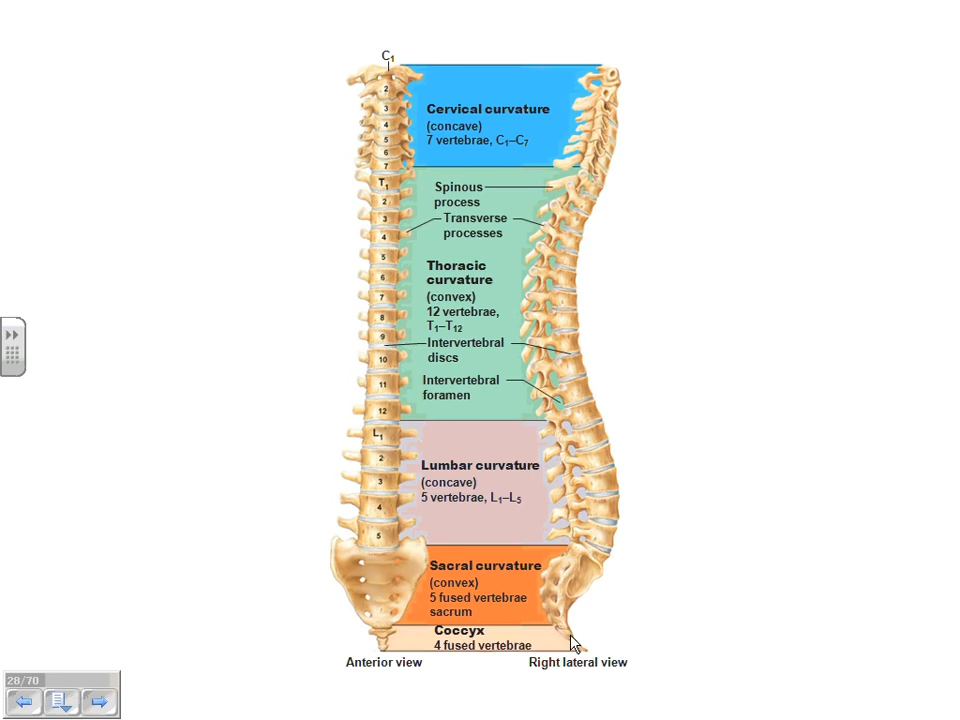 C1
2
3
4
5
6
7
T1
2
3
4
5
6
7
8
9
10
11
12
L1
2
3
4
5
Cervical curvature
(concave)
7 vertebrae, C1–C7
Spinous
process
Transverse
processes
Thoracic
curvature
(convex)
12 vertebrae,
T1–T12
Intervertebral
discs
Intervertebral
foramen
Lumbar curvature
(concave)
5 vertebrae, L1–L5
Sacral curvature
(convex)
5 fused vertebrae
sacrum
Coccyx
4 fused vertebrae
Anterior view
Right lateral view
28/70